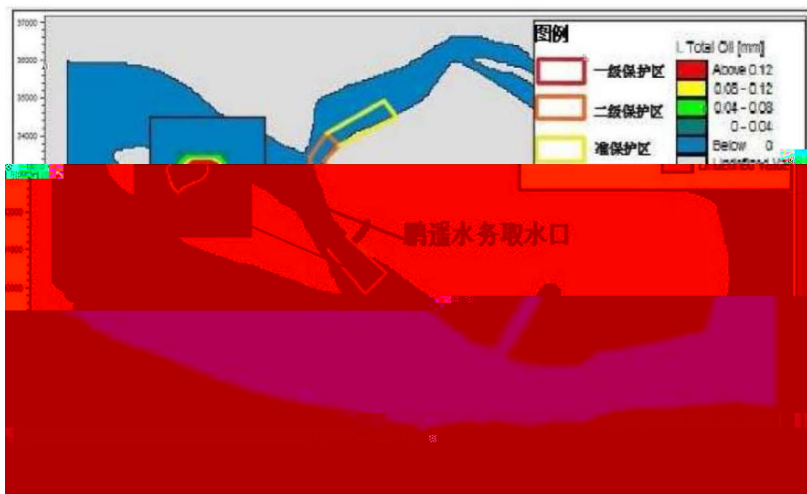 37000
图例
I. Total Oil [mm]
一级保护区
Above 0.12
36000
0.08 - 0.12
二级保护区
0.04 - 0.08
35000
0 - 0.04
准保护区
Below 0
34000
鹏遥水务取水口